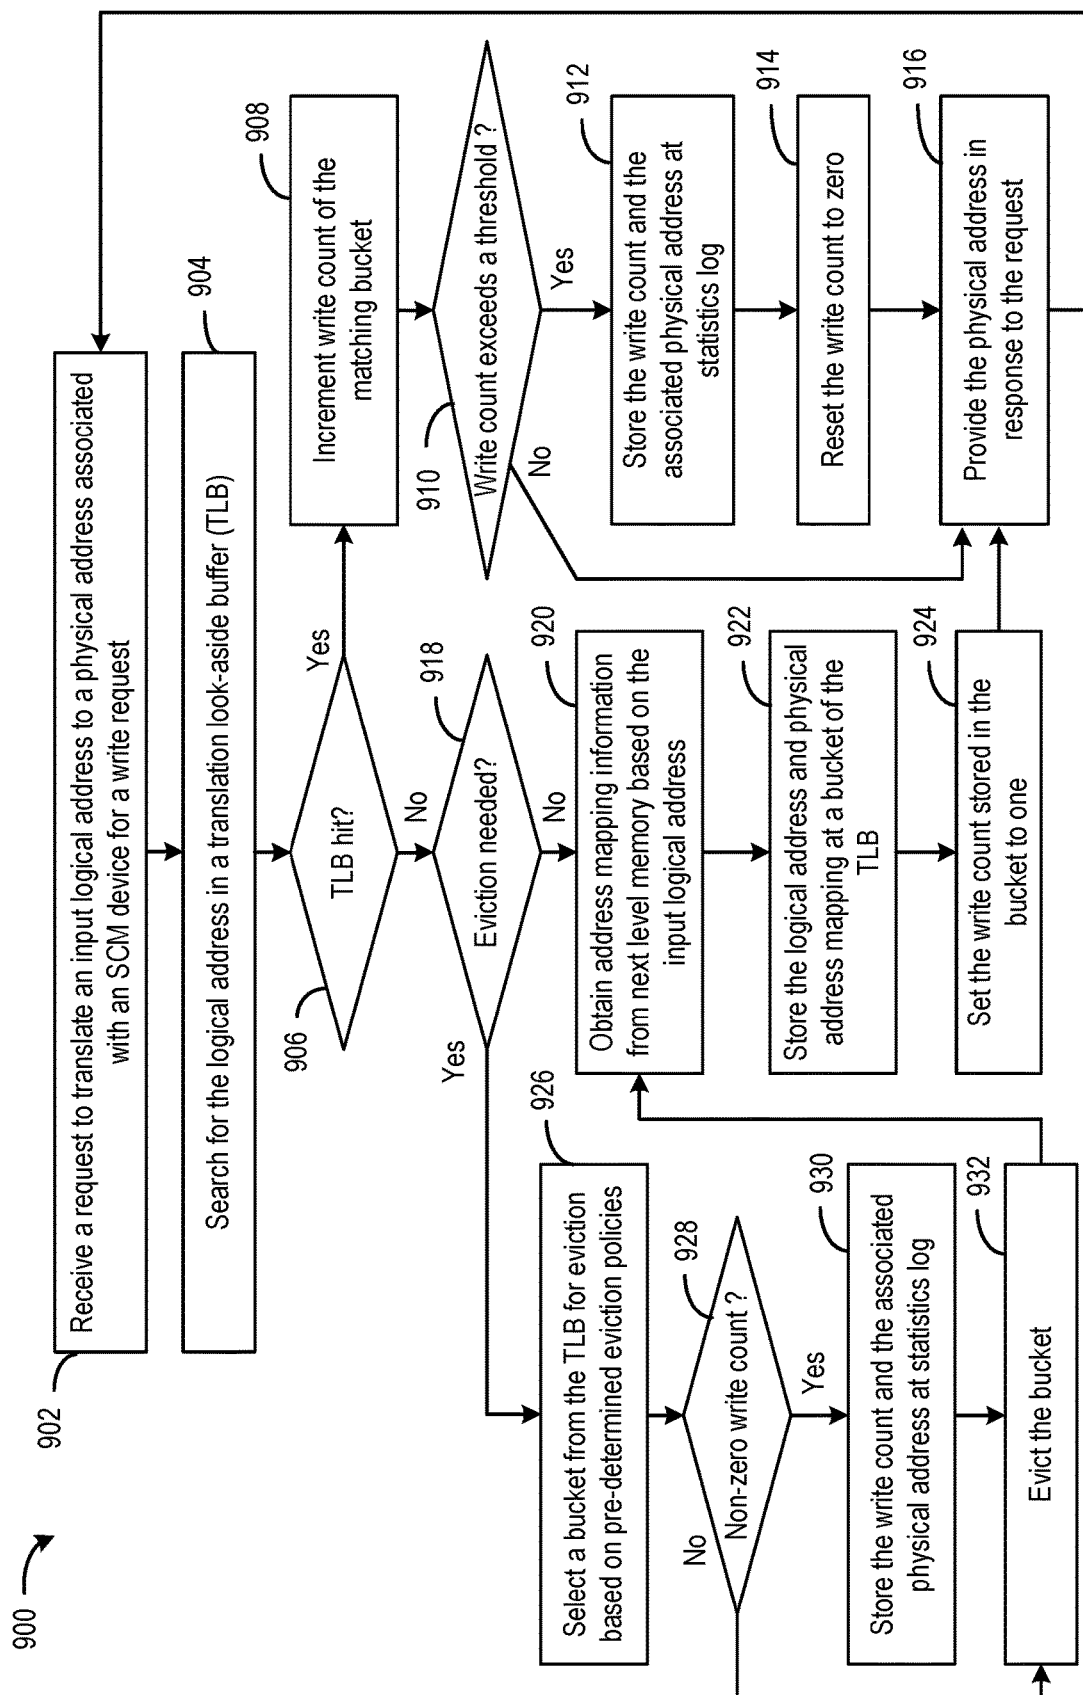 900
902
Receive a request to translate an input logical address to a physical address associated
with an SCM device for a write request
904
Search for the logical address in a translation look-aside buffer (TLB)
906
TLB hit?
Yes
No
908
Increment write count of the
matching bucket
910
Write count exceeds a threshold ?
Yes
No
912
Store the write count and the
associated physical address at
statistics log
914
Reset the write count to zero
916
Provide the physical address in
response to the request
918
Eviction needed?
Yes
No
920
Obtain address mapping information
from next level memory based on the
input logical address
922
Store the logical address and physical
address mapping at a bucket of the
TLB
924
Set the write count stored in the
bucket to one
926
Select a bucket from the TLB for eviction
based on pre-determined eviction policies
928
Non-zero write count ?
No
Yes
930
Store the write count and the associated
physical address at statistics log
932
Evict the bucket